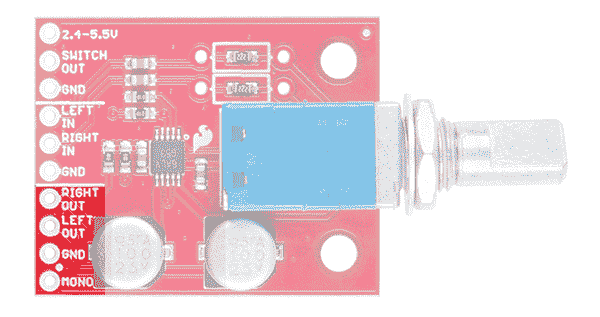 2.4-5.5V
SWITCH
OUT
GND
LEFT
IN
RIGHT
IN
GND
RIGHT
OUT
LEFT
OUT
GND
MONO